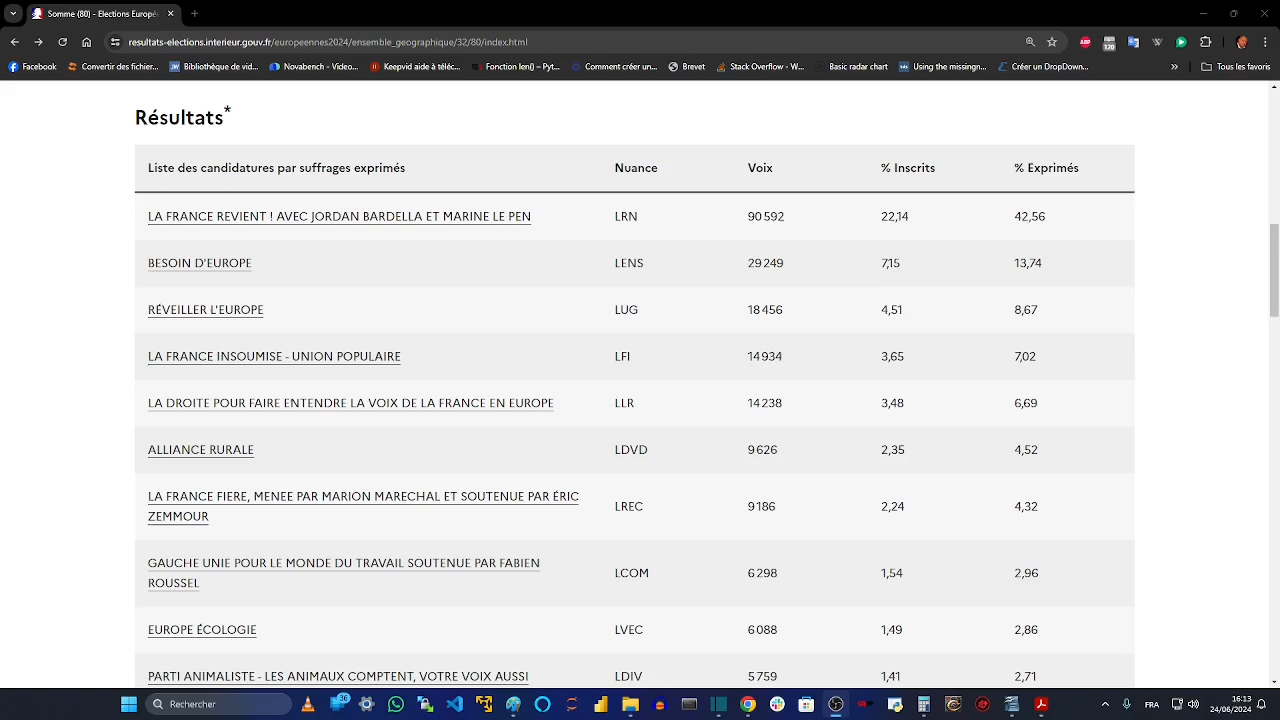 Somme (80) - Elections Europé
resultats-elections.interieur.gouv.fr/europeennes2024/ensemble_geographique/32/80/index.html
ABP
120
Facebook
Convertir des fichier...
Bibliothèque de vid...
Novabench - Video...
Keepvid aide à téléc...
Fonction len() – Pyt...
Comment créer un...
Brevet
Stack Overflow - W...
Basic radar chart
Using the missingn...
Créer un DropDown...
»
Tous les favoris
Résultats*
Liste des candidatures par suffrages exprimés Nuance Voix % Inscrits % Exprimés
LA FRANCE REVIENT ! AVEC JORDAN BARDELLA ET MARINE LE PEN LRN 90 592 22,14 42,56
BESOIN D'EUROPE LENS 29 249 7,15 13,74
RÉVEILLER L'EUROPE LUG 18 456 4,51 8,67
LA FRANCE INSOUMISE - UNION POPULAIRE LFI 14 934 3,65 7,02
LA DROITE POUR FAIRE ENTENDRE LA VOIX DE LA FRANCE EN EUROPE LLR 14 238 3,48 6,69
ALLIANCE RURALE LDVD 9 626 2,35 4,52
LA FRANCE FIERE, MENEE PAR MARION MARECHAL ET SOUTENUE PAR ÉRIC
ZEMMOUR LREC 9 186 2,24 4,32
GAUCHE UNIE POUR LE MONDE DU TRAVAIL SOUTENUE PAR FABIEN
ROUSSEL LCOM 6 298 1,54 2,96
EUROPE ÉCOLOGIE LVEC 6 088 1,49 2,86
PARTI ANIMALISTE - LES ANIMAUX COMPTENT, VOTRE VOIX AUSSI LDIV 5 759 1,41 2,71
Rechercher
FRA
16:13
24/06/2024